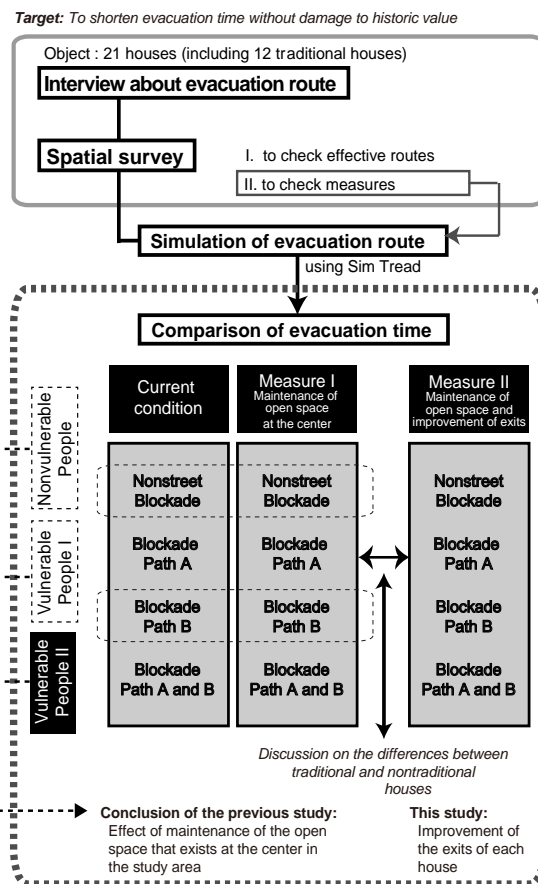 Target: To shorten evacuation time without damage to historic value
Object : 21 houses (including 12 traditional houses)
Interview about evacuation route
Spatial survey
I. to check effective routes
II. to check measures
Simulation of evacuation route
using Sim Tread
Comparison of evacuation time
Current
condition
Measure I
Maintenance of
open space
at the center
Measure II
Maintenance of
open space and
improvement of exits
Nonvulnerable
People
Vulnerable
People I
Vulnerable
People II
Nonstreet
Blockade
Blockade
Path A
Blockade
Path B
Blockade
Path A and B
Nonstreet
Blockade
Blockade
Path A
Blockade
Path B
Blockade
Path A and B
Nonstreet
Blockade
Blockade
Path A
Blockade
Path B
Blockade
Path A and B
Discussion on the differences between
traditional and nontraditional
houses
Conclusion of the previous study:
Effect of maintenance of the open
space that exists at the center in
the study area
This study:
Improvement of
the exits of each
house